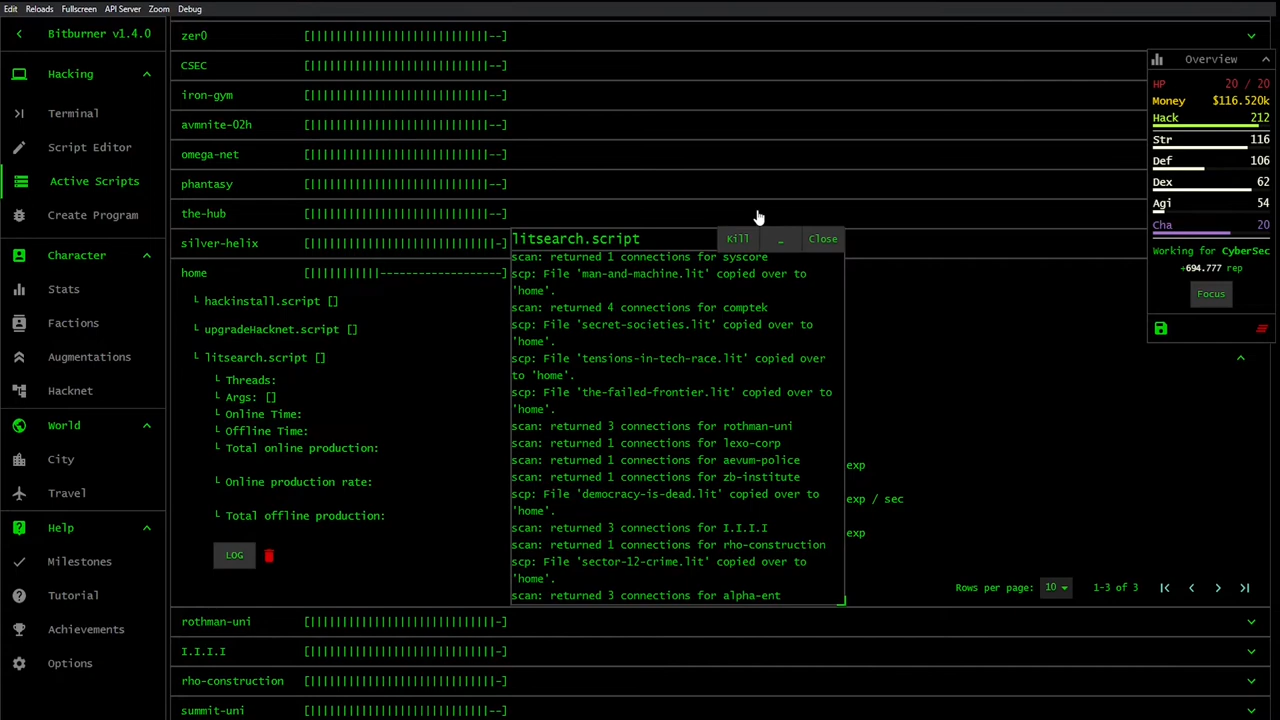 Edit Reloads Fullscreen API Server Zoom Debug
Bitburner v1.4.0
Hacking
Terminal
Script Editor
Active Scripts
Create Program
Character
Stats
Factions
Augmentations
Hacknet
World
City
Travel
Help
Milestones
Tutorial
Achievements
Options
zer0 [||||||||||||||||||||||||||||--]
CSEC [||||||||||||||||||||||||||||--]
iron-gym [||||||||||||||||||||||||||||--]
avmnite-02h [||||||||||||||||||||||||||||--]
omega-net [||||||||||||||||||||||||||||--]
phantasy [||||||||||||||||||||||||||||--]
the-hub [||||||||||||||||||||||||||||--]
silver-helix [||||||||||||||||||||||||||||--]
home [|||||||||||-------------------]
└ hackinstall.script []
└ upgradeHacknet.script []
└ litsearch.script []
└ Threads:
└ Args: []
└ Online Time:
└ Offline Time:
└ Total online production:
└ Online production rate:
└ Total offline production:
LOG
litsearch.script Kill _ Close
scan: returned 1 connections for syscore
scp: File 'man-and-machine.lit' copied over to
'home'.
scan: returned 4 connections for comptek
scp: File 'secret-societies.lit' copied over to
'home'.
scp: File 'tensions-in-tech-race.lit' copied over
to 'home'.
scp: File 'the-failed-frontier.lit' copied over to
'home'.
scan: returned 3 connections for rothman-uni
scan: returned 1 connections for lexo-corp
scan: returned 1 connections for aevum-police
scan: returned 1 connections for zb-institute
scp: File 'democracy-is-dead.lit' copied over to
'home'.
scan: returned 3 connections for I.I.I.I
scan: returned 1 connections for rho-construction
scp: File 'sector-12-crime.lit' copied over to
'home'.
scan: returned 3 connections for alpha-ent
exp
exp / sec
exp
Rows per page: 10 1-3 of 3
rothman-uni [|||||||||||||||||||||||||||||-]
I.I.I.I [|||||||||||||||||||||||||||||-]
rho-construction [|||||||||||||||||||||||||||||-]
summit-uni [|||||||||||||||||||||||||||||-]
Overview
HP 20 / 20
Money $116.520k
Hack 212
Str 116
Def 106
Dex 62
Agi 54
Cha 20
Working for CyberSec
+694.777 rep
Focus